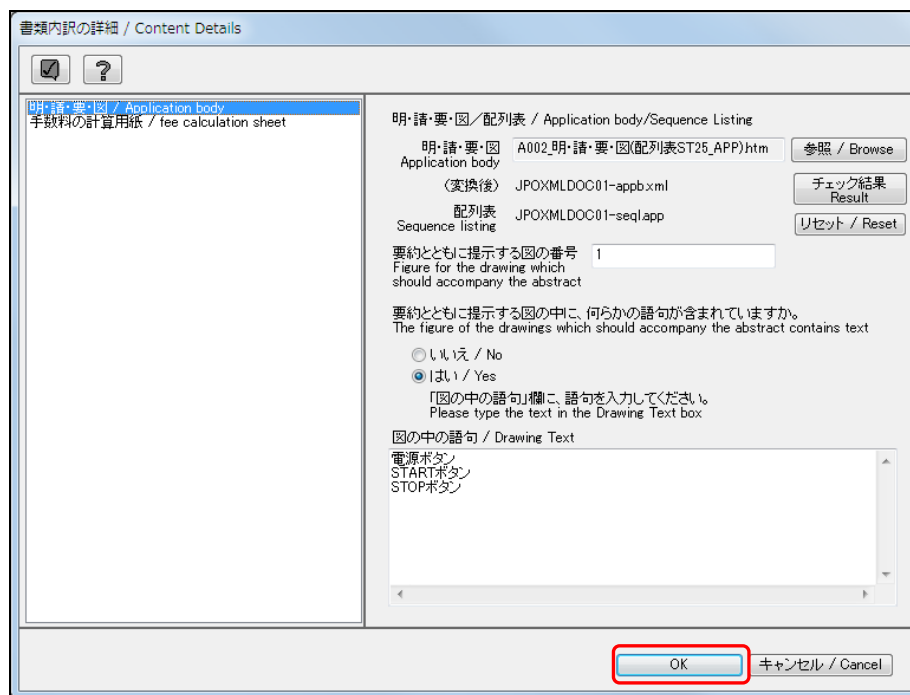 書類内訳の詳細 / Content Details
明・請・要・図 / Application body
手数料の計算用紙 / fee calculation sheet
明・請・要・図／配列表 / Application body/Sequence Listing
明・請・要・図
Application body
A002_明・請・要・図(配列表ST25_APP).htm
参照 / Browse
(変換後)
JPOXMLDOC01-appb.xml
チェック結果
Result
配列表
Sequence listing
JPOXMLDOC01-seql.app
リセット / Reset
要約とともに提示する図の番号
Figure for the drawing which
should accompany the abstract
1
要約とともに提示する図の中に、何らかの語句が含まれていますか。
The figure of the drawings which should accompany the abstract contains text
いいえ / No
はい / Yes
「図の中の語句」欄に、語句を入力してください。
Please type the text in the Drawing Text box
図の中の語句 / Drawing Text
電源ボタン
STARTボタン
STOPボタン
OK
キャンセル / Cancel